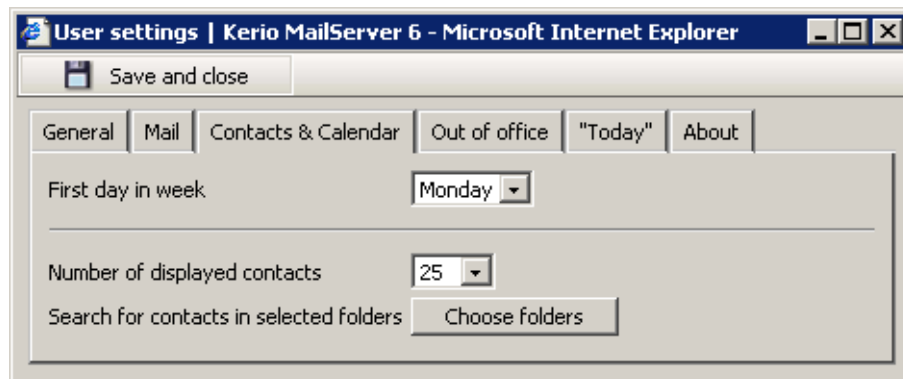 User settings | Kerio MailServer 6 - Microsoft Internet Explorer
Save and close
General Mail Contacts & Calendar Out of office "Today" About
First day in week Monday
Number of displayed contacts 25
Search for contacts in selected folders Choose folders